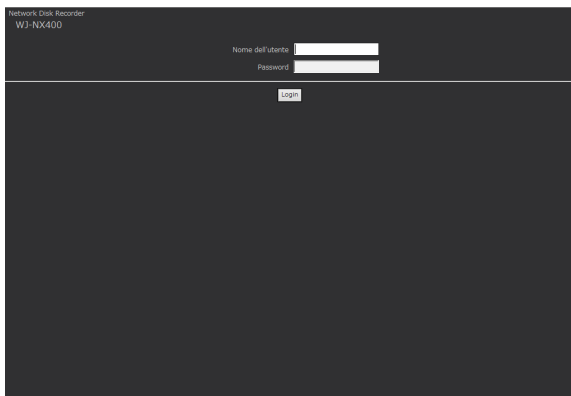 Network Disk Recorder
WJ-NX400
Nome dell'utente
Password
Login